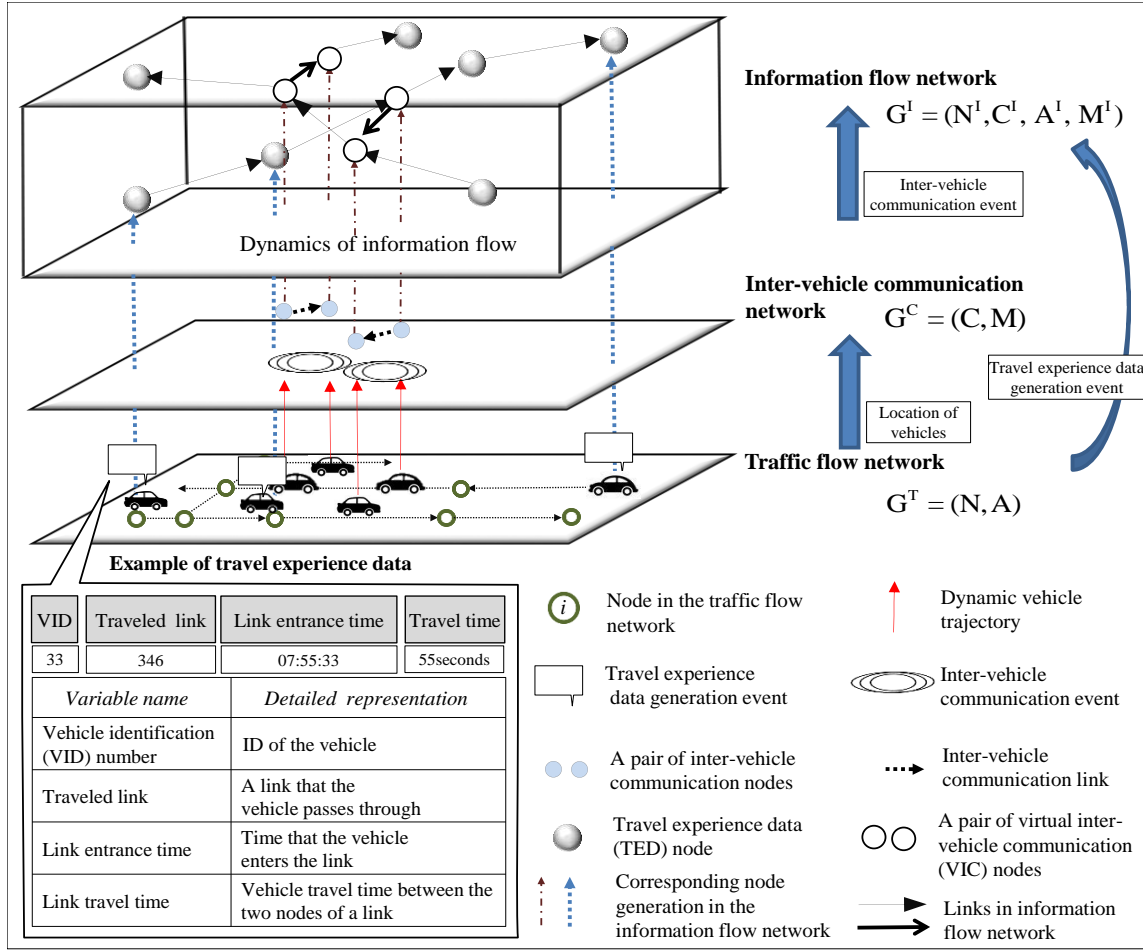 Information flow network
G^I = (N^I, C^I, A^I, M^I)
Inter-vehicle
communication event
Dynamics of information flow
Inter-vehicle communication
network
G^C = (C, M)
Travel experience data
generation event
Location of
vehicles
Traffic flow network
G^T = (N, A)
Example of travel experience data
VID Traveled link Link entrance time Travel time
33 346 07:55:33 55seconds
Variable name Detailed representation
Vehicle identification
(VID) number
ID of the vehicle
Traveled link
A link that the
vehicle passes through
Link entrance time
Time that the vehicle
enters the link
Link travel time
Vehicle travel time between the
two nodes of a link
i
Node in the traffic flow
network
Dynamic vehicle
trajectory
Travel experience
data generation event
Inter-vehicle
communication event
A pair of inter-vehicle
communication nodes
Inter-vehicle
communication link
Travel experience data
(TED) node
A pair of virtual inter-
vehicle communication
(VIC) nodes
Corresponding node
generation in the
information flow network
Links in information
flow network